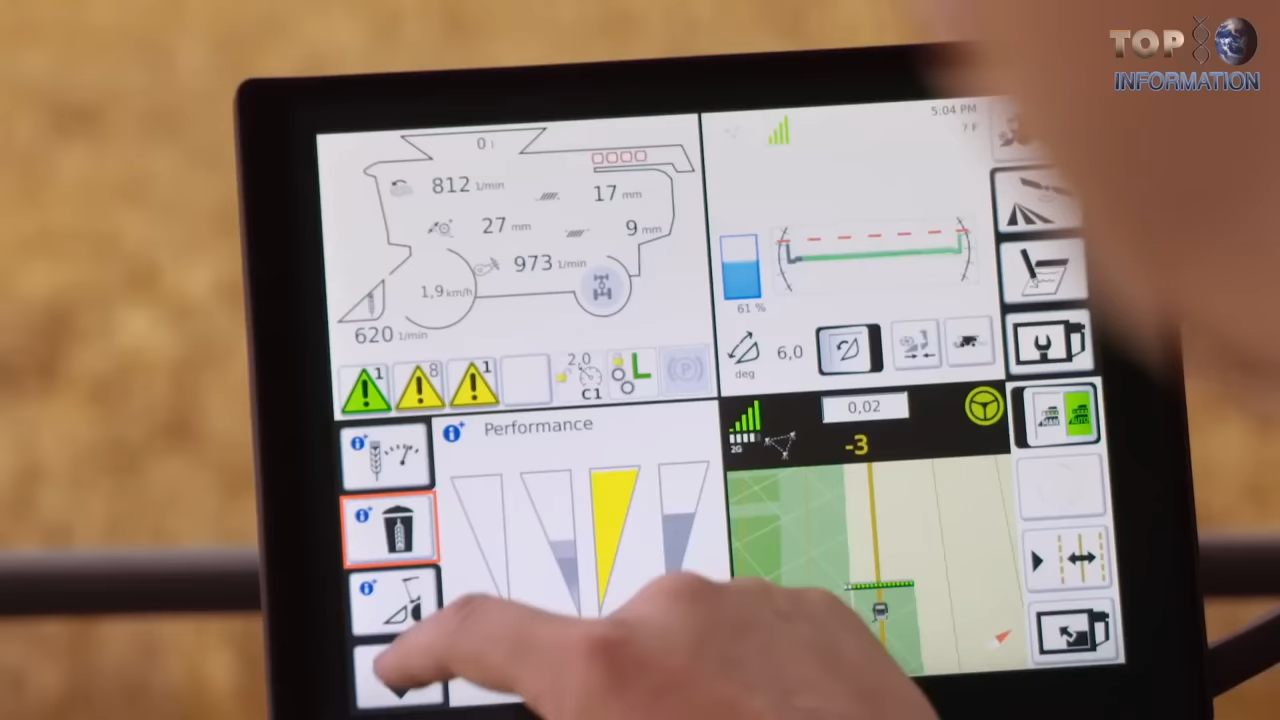 TOP
INFORMATION
5:04 PM
7 F
0 l
812 1/min
17 mm
27 mm
9 mm
973 1/min
1,9 km/h
620 1/min
61 %
6,0
deg
1
8
1
2,0
C1
L
P
0,02
2G
-3
MAN
AUTO
Performance